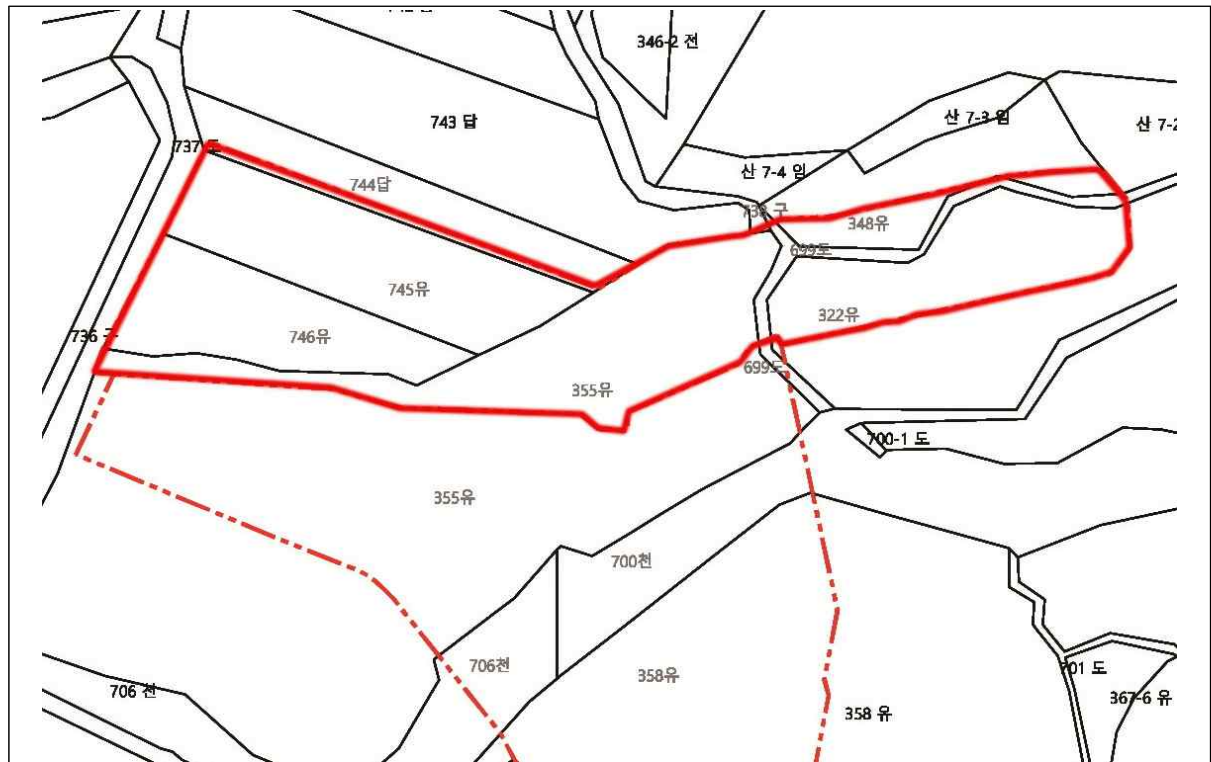 346-2 전
743 답
산 7-3 임
산 7-2
737 도
산 7-4 임
744답
738 구
348유
699도
745유
322유
736 구
746유
699도
355유
700-1 도
355유
700천
706천
358유
701 도
706 천
367-6 유
358 유